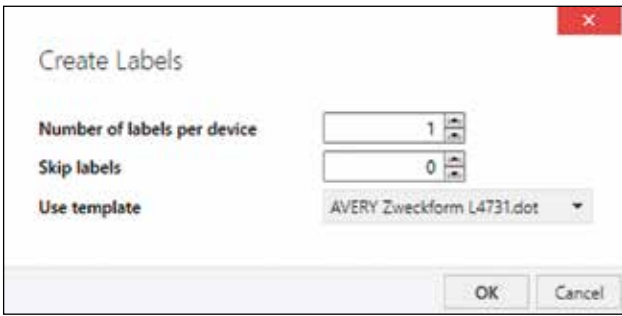 Create Labels
Number of labels per device 1
Skip labels 0
Use template AVERY Zweckform L4731.dot
OK Cancel